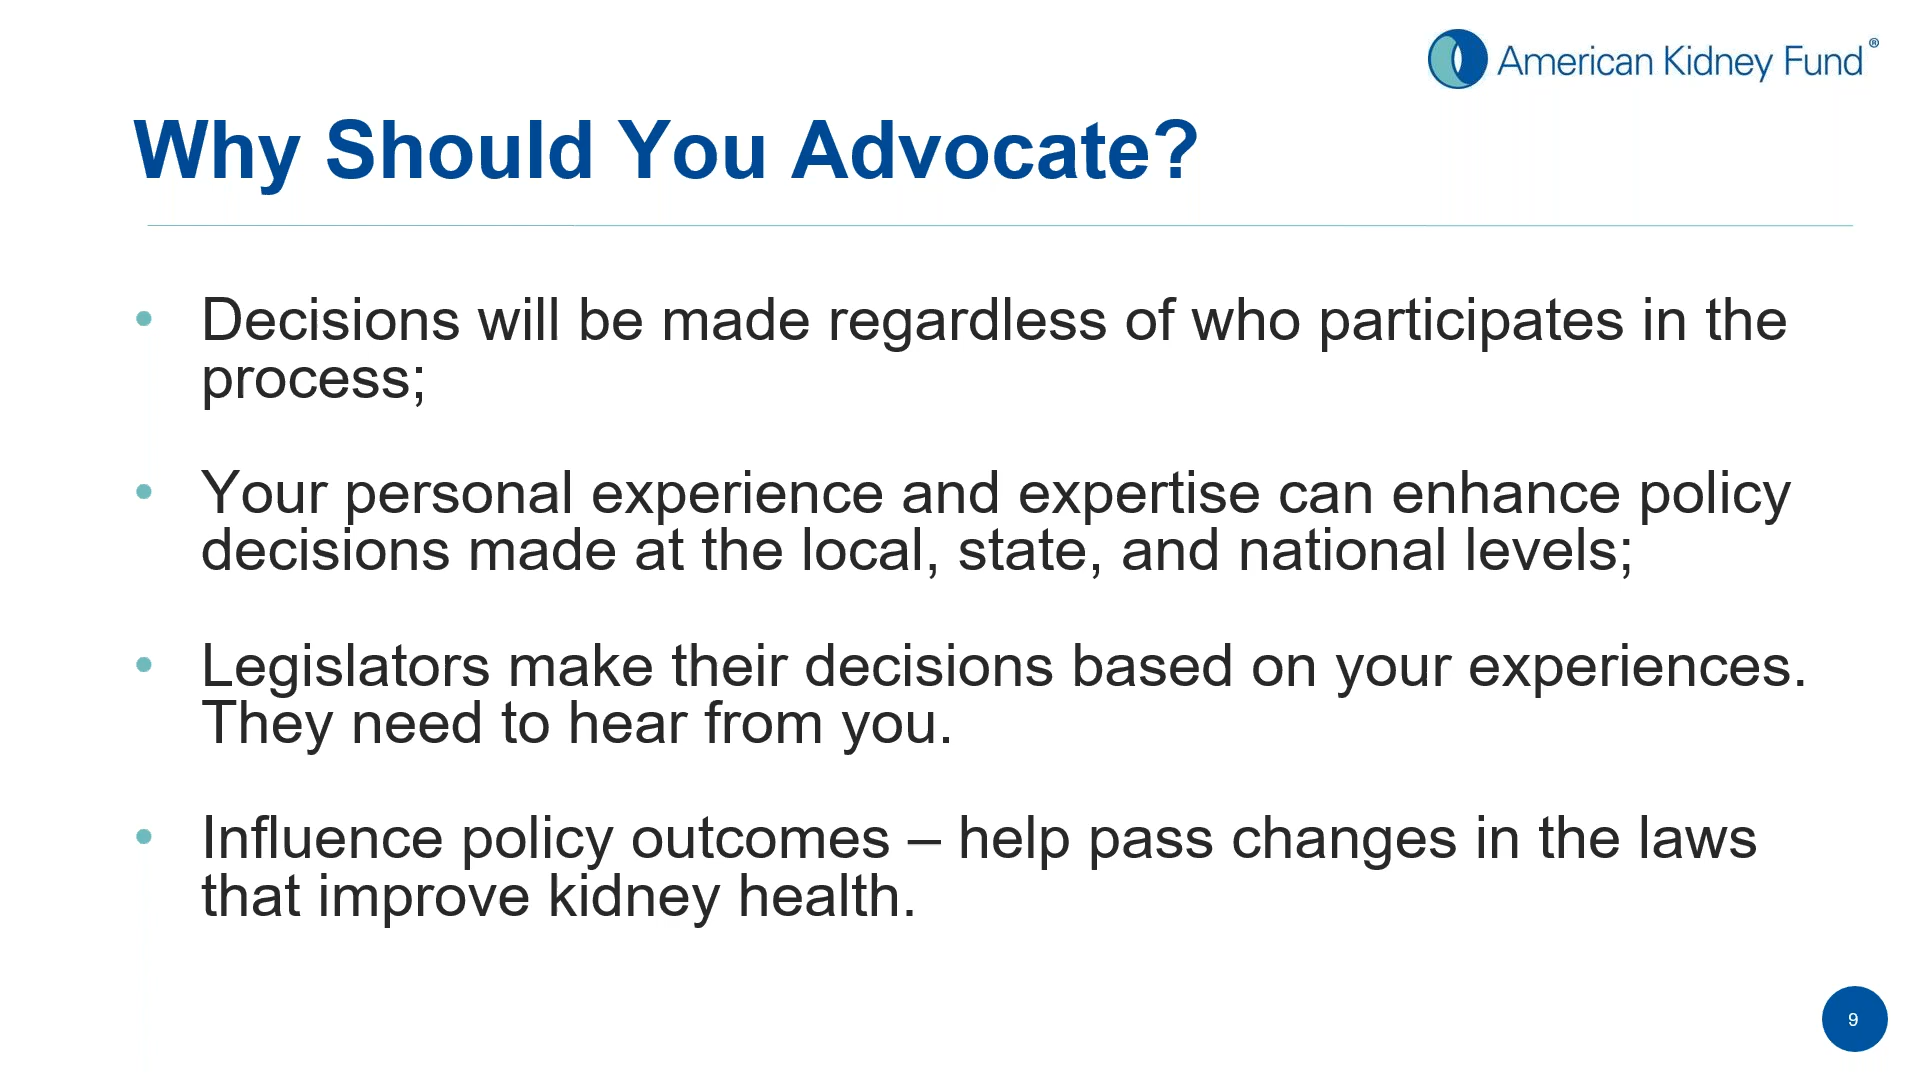 American Kidney Fund®
Why Should You Advocate?
• Decisions will be made regardless of who participates in the
process;
• Your personal experience and expertise can enhance policy
decisions made at the local, state, and national levels;
• Legislators make their decisions based on your experiences.
They need to hear from you.
• Influence policy outcomes – help pass changes in the laws
that improve kidney health.
9